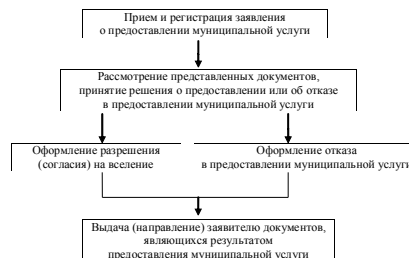 Прием и регистрация заявления
о предоставлении муниципальной услуги
Рассмотрение представленных документов,
принятие решения о предоставлении или об отказе
в предоставлении муниципальной услуги
Оформление разрешения
(согласия) на вселение
Оформление отказа
в предоставлении муниципальной услуги
Выдача (направление) заявителю документов,
являющихся результатом
предоставления муниципальной услуги